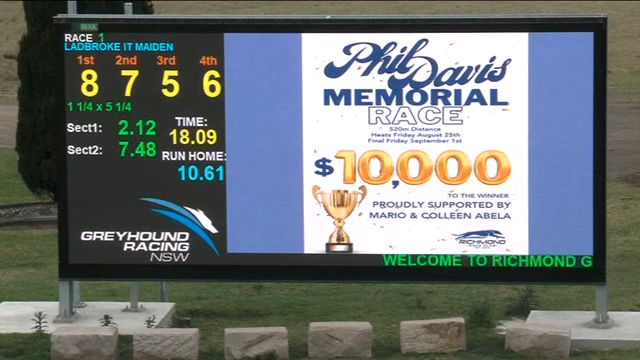 RACE 1
LADBROKE IT MAIDEN
1st 2nd 3rd 4th
8 7 5 6
1 1/4 x 5 1/4
Sect1: 2.12
Sect2: 7.48
TIME:
18.09
RUN HOME:
10.61
GREYHOUND
RACING
NSW
Phil Davis
MEMORIAL
RACE
520m Distance
Heats Friday August 25th
Final Friday September 1st
$10,000
TO THE WINNER
PROUDLY SUPPORTED BY
MARIO & COLLEEN ABELA
RICHMOND
WELCOME TO RICHMOND G